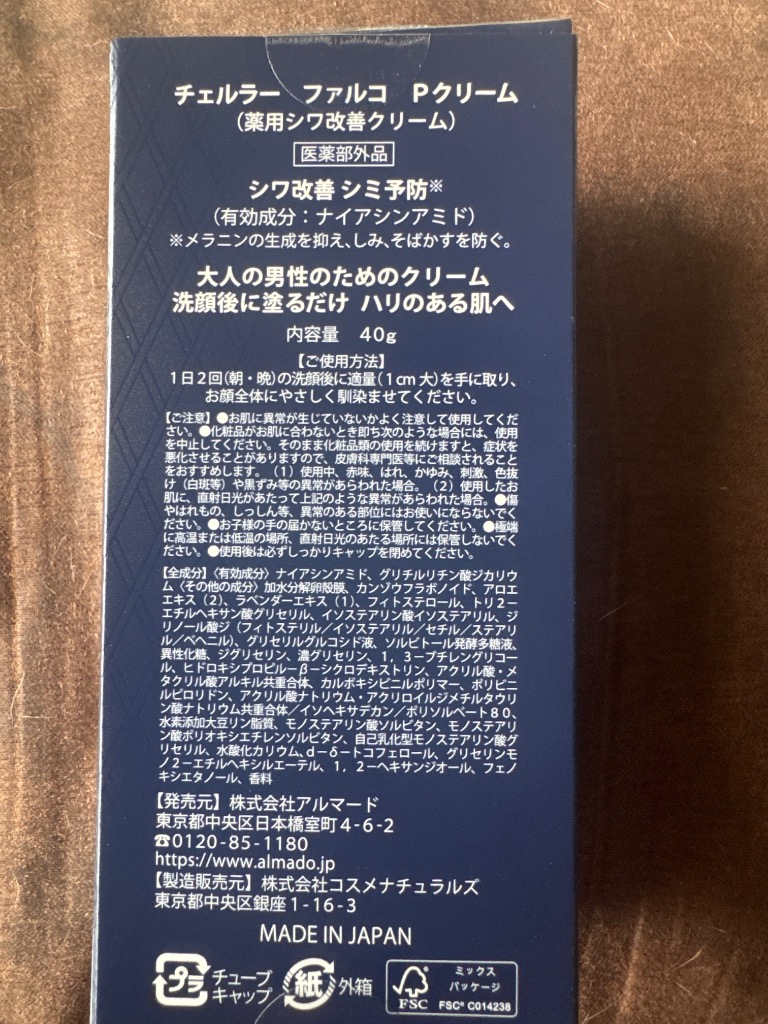 チェルラー　ファルコ　Pクリーム
（薬用シワ改善クリーム）
医薬部外品
シワ改善 シミ予防※
（有効成分：ナイアシンアミド）
※メラニンの生成を抑え、しみ、そばかすを防ぐ。
大人の男性のためのクリーム
洗顔後に塗るだけ ハリのある肌へ
内容量　40g
【ご使用方法】
1日2回（朝・晩）の洗顔後に適量（1cm大）を手に取り、
お顔全体にやさしく馴染ませてください。
【ご注意】●お肌に異常が生じていないかよく注意して使用してくだ
さい。●化粧品がお肌に合わないとき即ち次のような場合には、使用
を中止してください。そのまま化粧品類の使用を続けますと、症状を
悪化させることがありますので、皮膚科専門医等にご相談されること
をおすすめします。（1）使用中、赤味、はれ、かゆみ、刺激、色抜
け（白斑等）や黒ずみ等の異常があらわれた場合。（2）使用したお
肌に、直射日光があたって上記のような異常があらわれた場合。●傷
やはれもの、しっしん等、異常のある部位にはお使いにならないでく
ださい。●お子様の手の届かないところに保管してください。●極端
に高温または低温の場所、直射日光のあたる場所には保管しないでく
ださい。●使用後は必ずしっかりキャップを閉めてください。
【全成分】〈有効成分〉ナイアシンアミド、グリチルリチン酸ジカリウ
ム〈その他の成分〉加水分解卵殻膜、カンゾウフラボノイド、アロエ
エキス（2）、ラベンダーエキス（1）、フィトステロール、トリ2－
エチルヘキサン酸グリセリル、イソステアリン酸イソステアリル、ジ
リノール酸ジ（フィトステリル／イソステアリル／セチル／ステアリ
ル／ベヘニル）、グリセリルグルコシド液、ソルビトール発酵多糖液、
異性化糖、ジグリセリン、濃グリセリン、1，3－ブチレングリコー
ル、ヒドロキシプロピル－β－シクロデキストリン、アクリル酸・メ
タクリル酸アルキル共重合体、カルボキシビニルポリマー、ポリビニ
ルピロリドン、アクリル酸ナトリウム・アクリロイルジメチルタウリ
ン酸ナトリウム共重合体／イソヘキサデカン／ポリソルベート80、
水素添加大豆リン脂質、モノステアリン酸ソルビタン、モノステアリ
ン酸ポリオキシエチレンソルビタン、自己乳化型モノステアリン酸グ
リセリル、水酸化カリウム、d－δ－トコフェロール、グリセリンモ
ノ2－エチルヘキシルエーテル、1，2－ヘキサンジオール、フェノ
キシエタノール、香料
【発売元】株式会社アルマード
東京都中央区日本橋室町4-6-2
☎0120-85-1180
https://www.almado.jp
【製造販売元】株式会社コスメナチュラルズ
東京都中央区銀座1-16-3
MADE IN JAPAN
プラ チューブ キャップ
紙 外箱
FSC ミックス パッケージ FSC® C014238